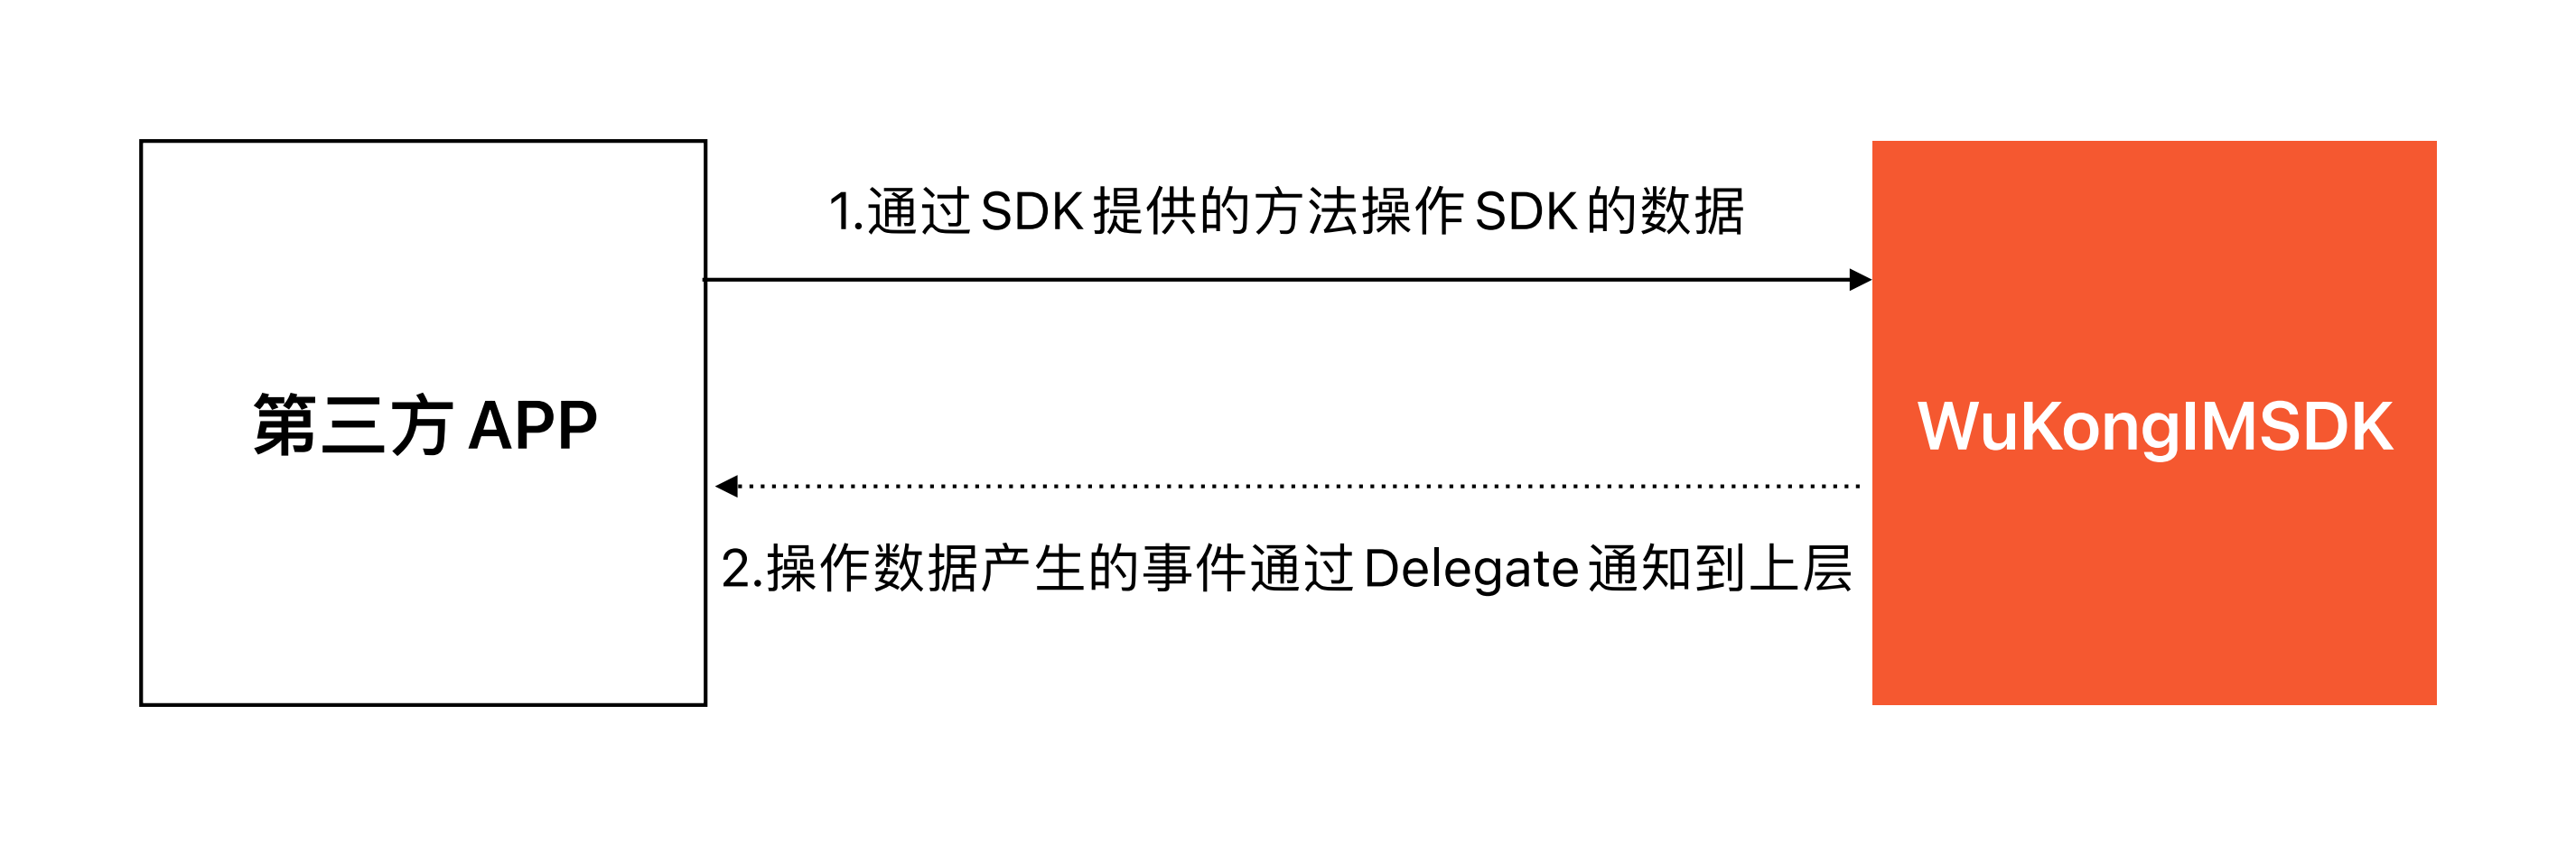 1.通过 SDK 提供的方法操作 SDK 的数据
第三方 APP
WuKongIMSDK
2.操作数据产生的事件通过 Delegate 通知到上层